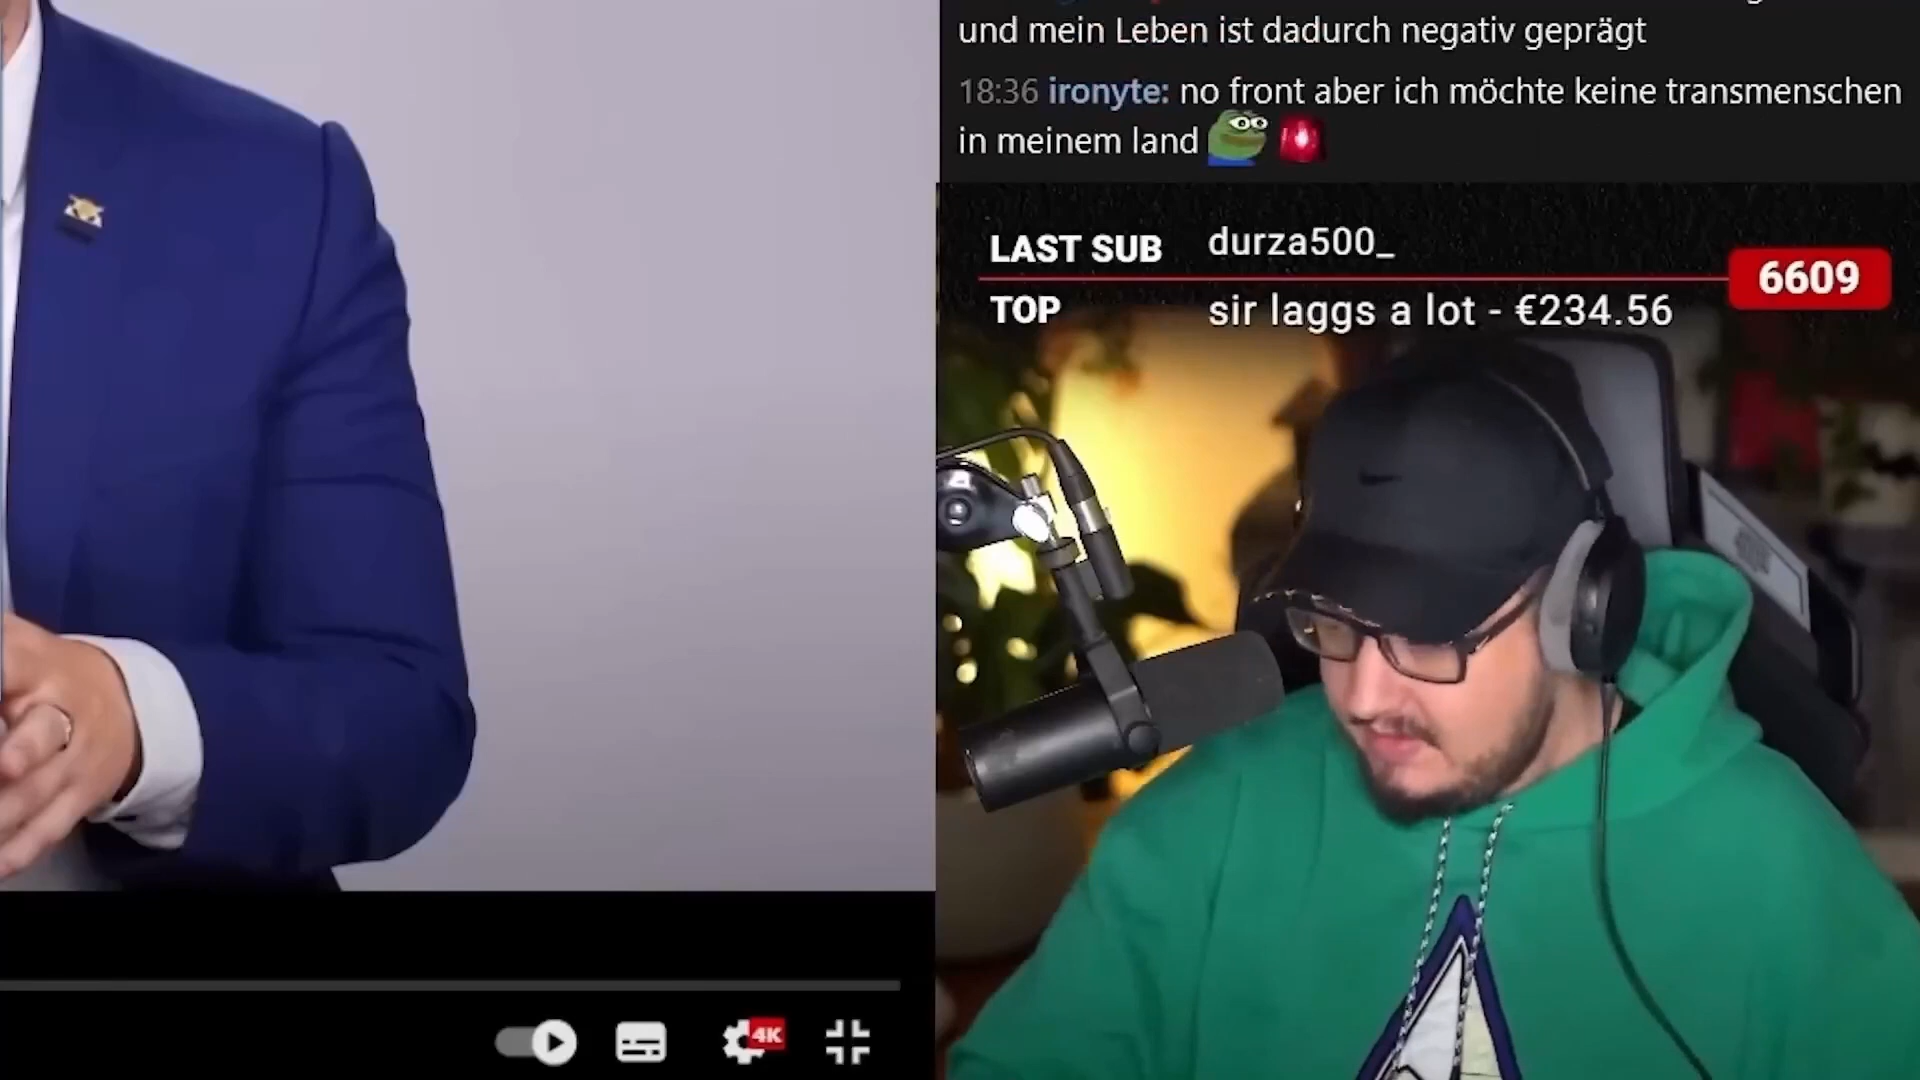 und mein Leben ist dadurch negativ geprägt
18:36 ironyte: no front aber ich möchte keine transmenschen
in meinem land
LAST SUB durza500_
6609
TOP sir laggs a lot - €234.56
4K